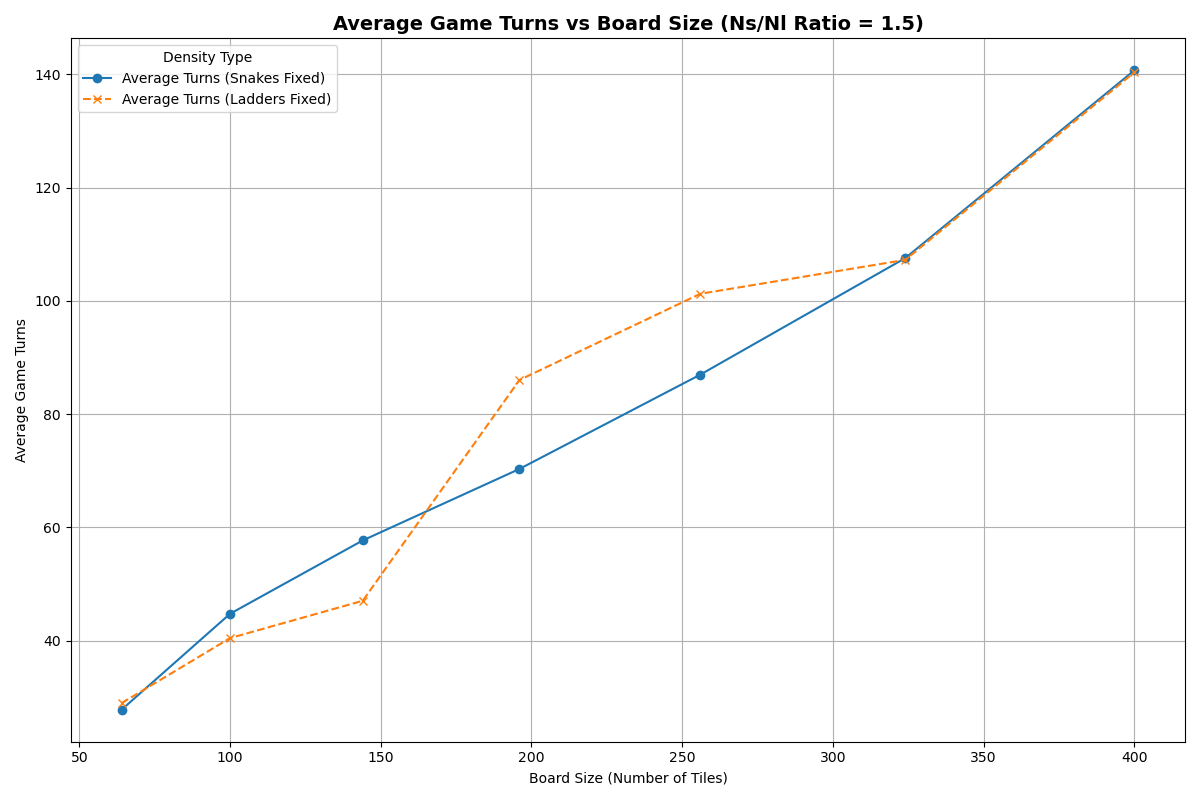 Average Game Turns vs Board Size (Ns/Nl Ratio = 1.5)
Density Type
Average Turns (Snakes Fixed)
Average Turns (Ladders Fixed)
Average Game Turns
140
120
100
80
60
40
50 100 150 200 250 300 350 400
Board Size (Number of Tiles)